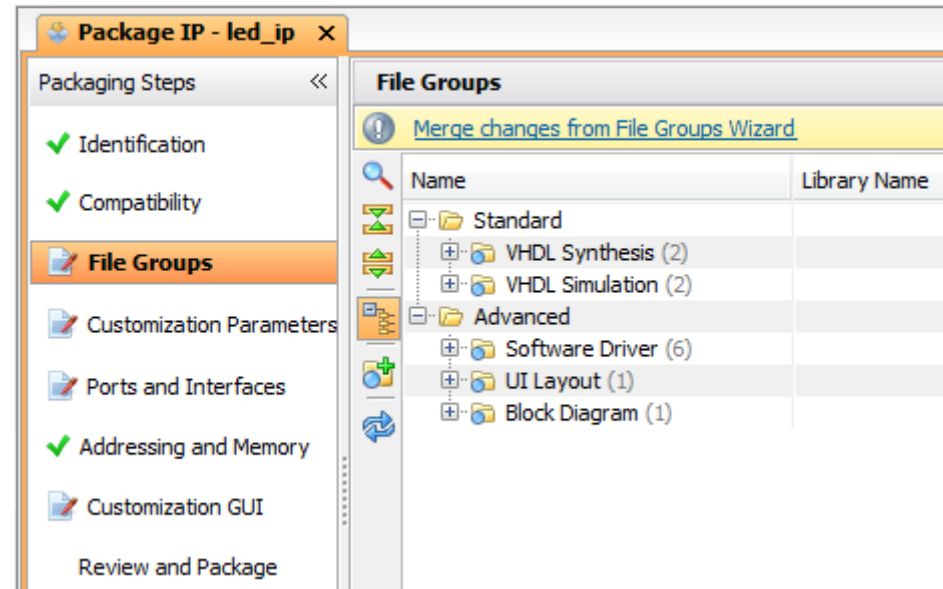 Package IP - led_ip
Packaging Steps
Identification
Compatibility
File Groups
Customization Parameters
Ports and Interfaces
Addressing and Memory
Customization GUI
Review and Package
File Groups
Merge changes from File Groups Wizard
Name Library Name
Standard
VHDL Synthesis (2)
VHDL Simulation (2)
Advanced
Software Driver (6)
UI Layout (1)
Block Diagram (1)